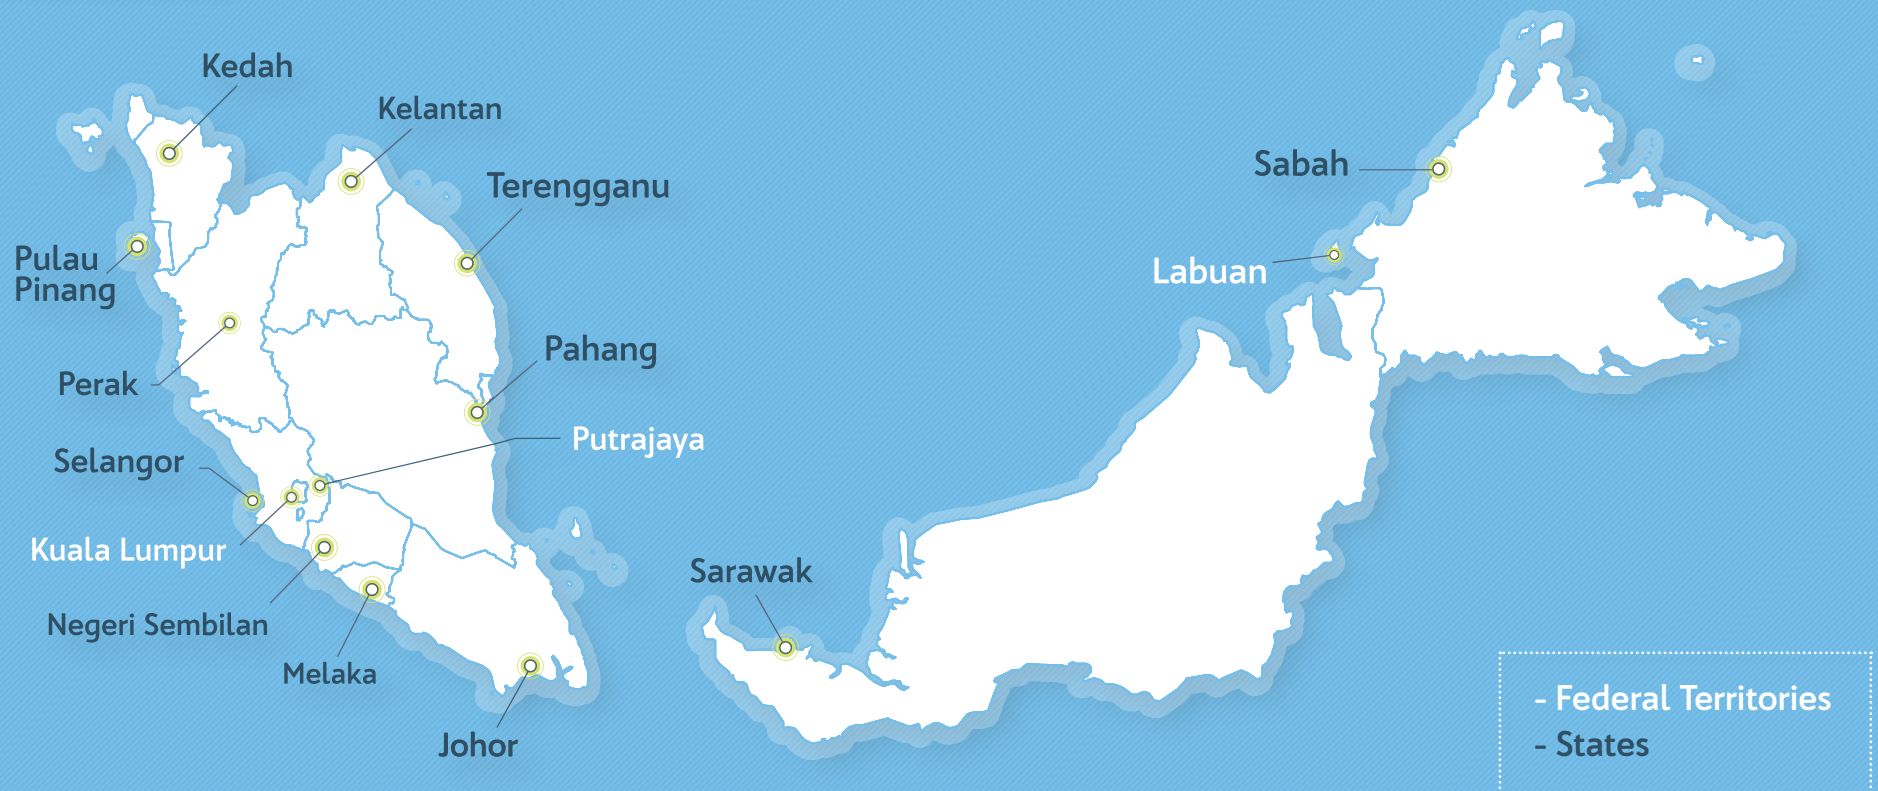 Kedah
Kelantan
Terengganu
Pulau
Pinang
Perak
Pahang
Putrajaya
Selangor
Kuala Lumpur
Negeri Sembilan
Melaka
Johor
Sabah
Labuan
Sarawak
- Federal Territories
- States